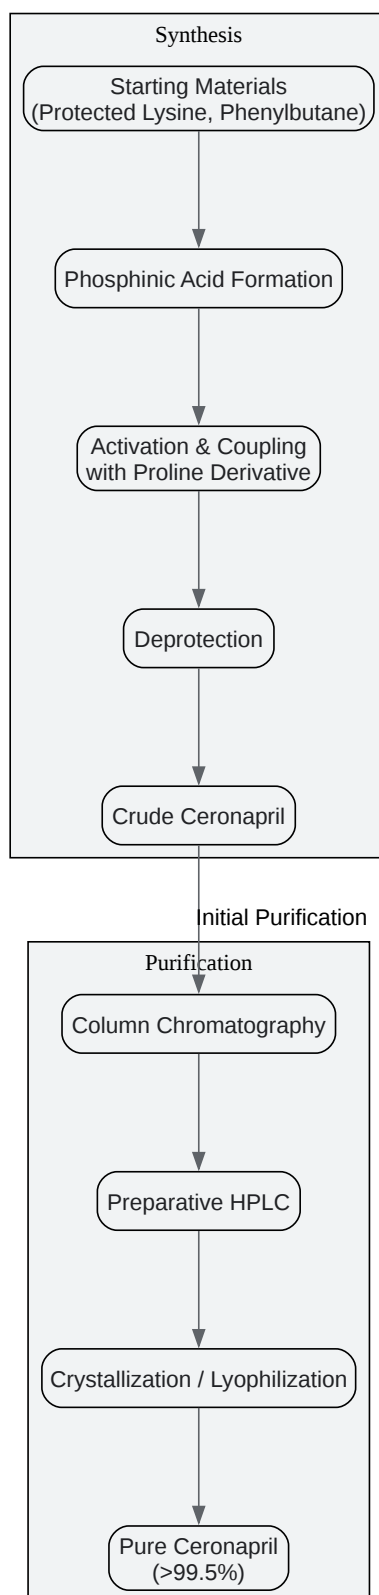 Synthesis
Starting Materials
(Protected Lysine, Phenylbutane)
Phosphinic Acid Formation
Activation & Coupling
with Proline Derivative
Deprotection
Crude Ceronapril
Initial Purification
Purification
Column Chromatography
Preparative HPLC
Crystallization / Lyophilization
Pure Ceronapril
(>99.5%)